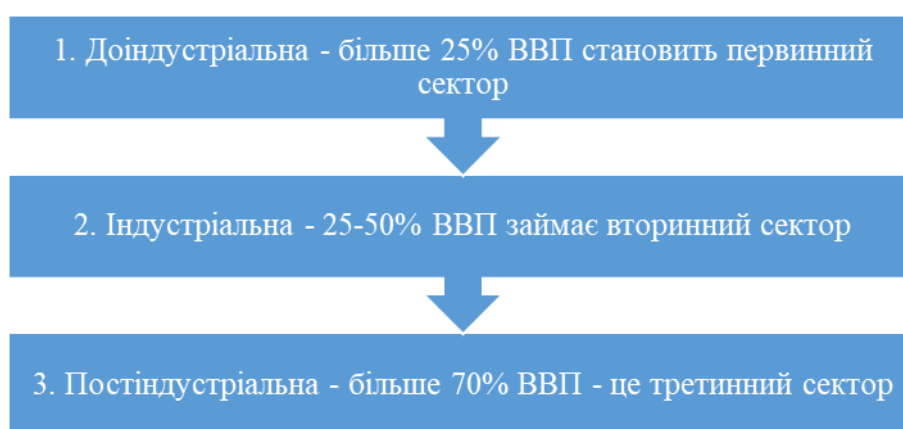 1. Доіндустріальна - більше 25% ВВП становить первинний
сектор
2. Індустріальна - 25-50% ВВП займає вторинний сектор
3. Постіндустріальна - більше 70% ВВП - це третинний сектор